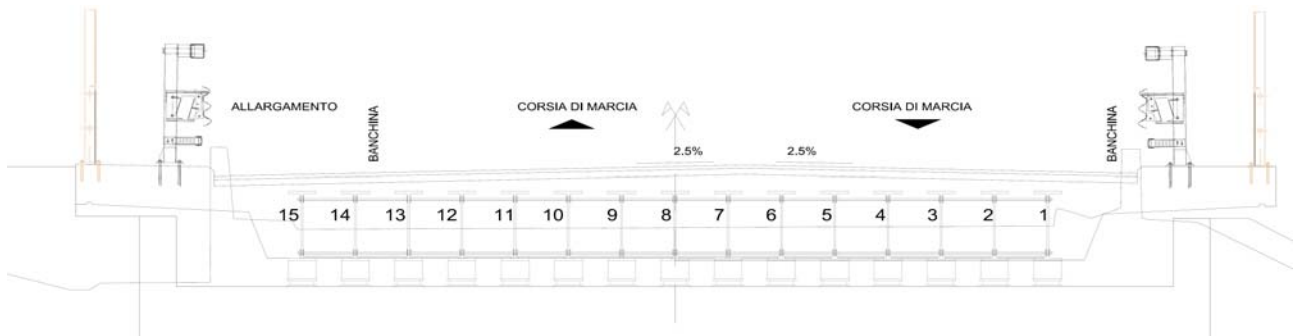 ALLARGAMENTO
BANCHINA
CORSIA DI MARCIA
CORSIA DI MARCIA
BANCHINA
2.5%
2.5%
15 14 13 12 11 10 9 8 7 6 5 4 3 2 1